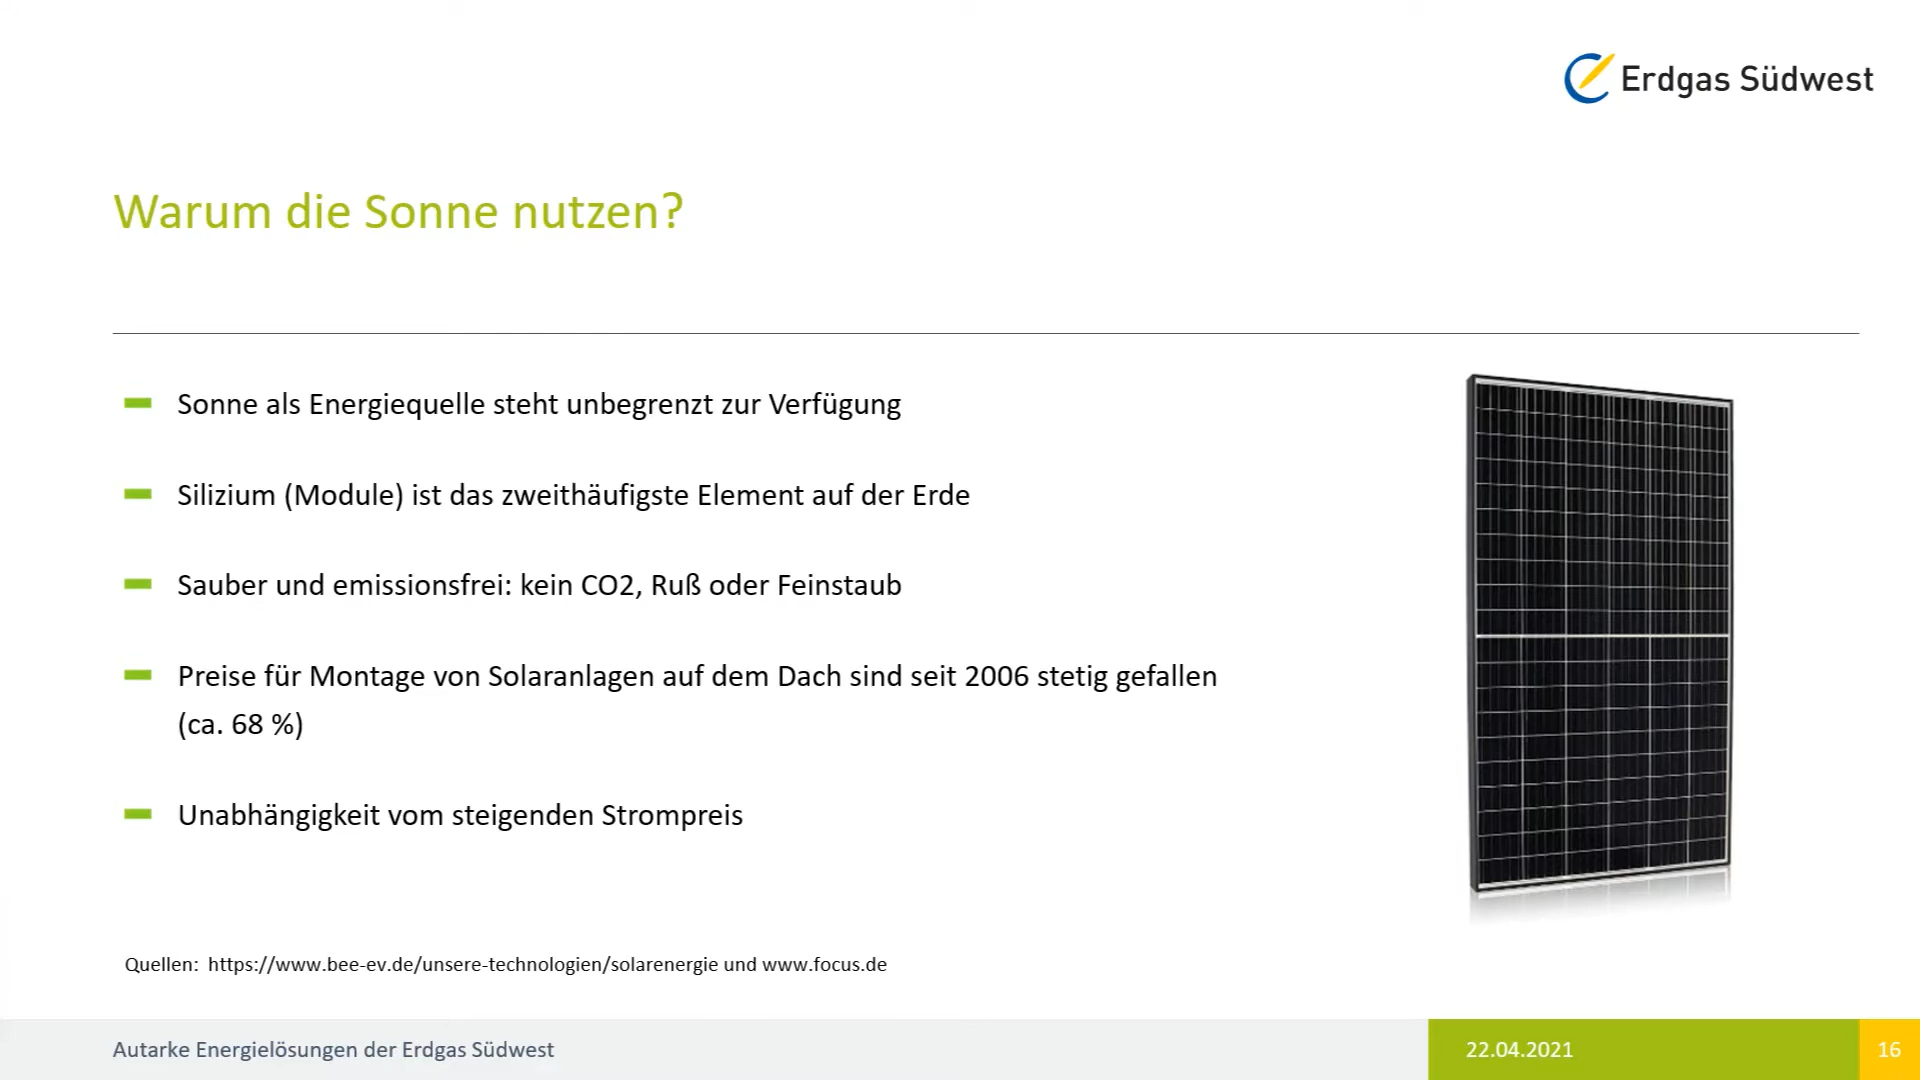 Erdgas Südwest
Warum die Sonne nutzen?
Sonne als Energiequelle steht unbegrenzt zur Verfügung
Silizium (Module) ist das zweithäufigste Element auf der Erde
Sauber und emissionsfrei: kein CO2, Ruß oder Feinstaub
Preise für Montage von Solaranlagen auf dem Dach sind seit 2006 stetig gefallen
(ca. 68 %)
Unabhängigkeit vom steigenden Strompreis
Quellen: https://www.bee-ev.de/unsere-technologien/solarenergie und www.focus.de
Autarke Energielösungen der Erdgas Südwest
22.04.2021
16